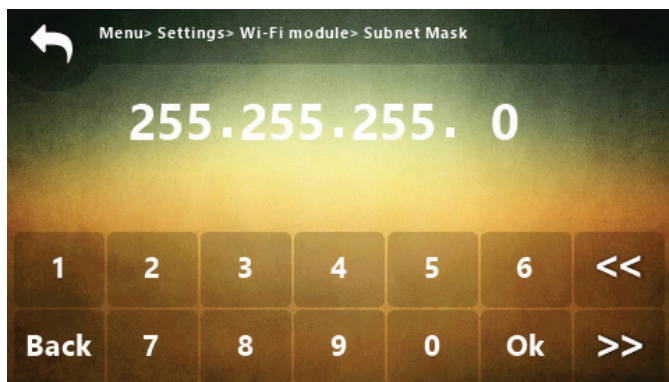 Menu> Settings> Wi-Fi module> Subnet Mask
255.255.255. 0
1 2 3 4 5 6 <<
Back 7 8 9 0 Ok >>